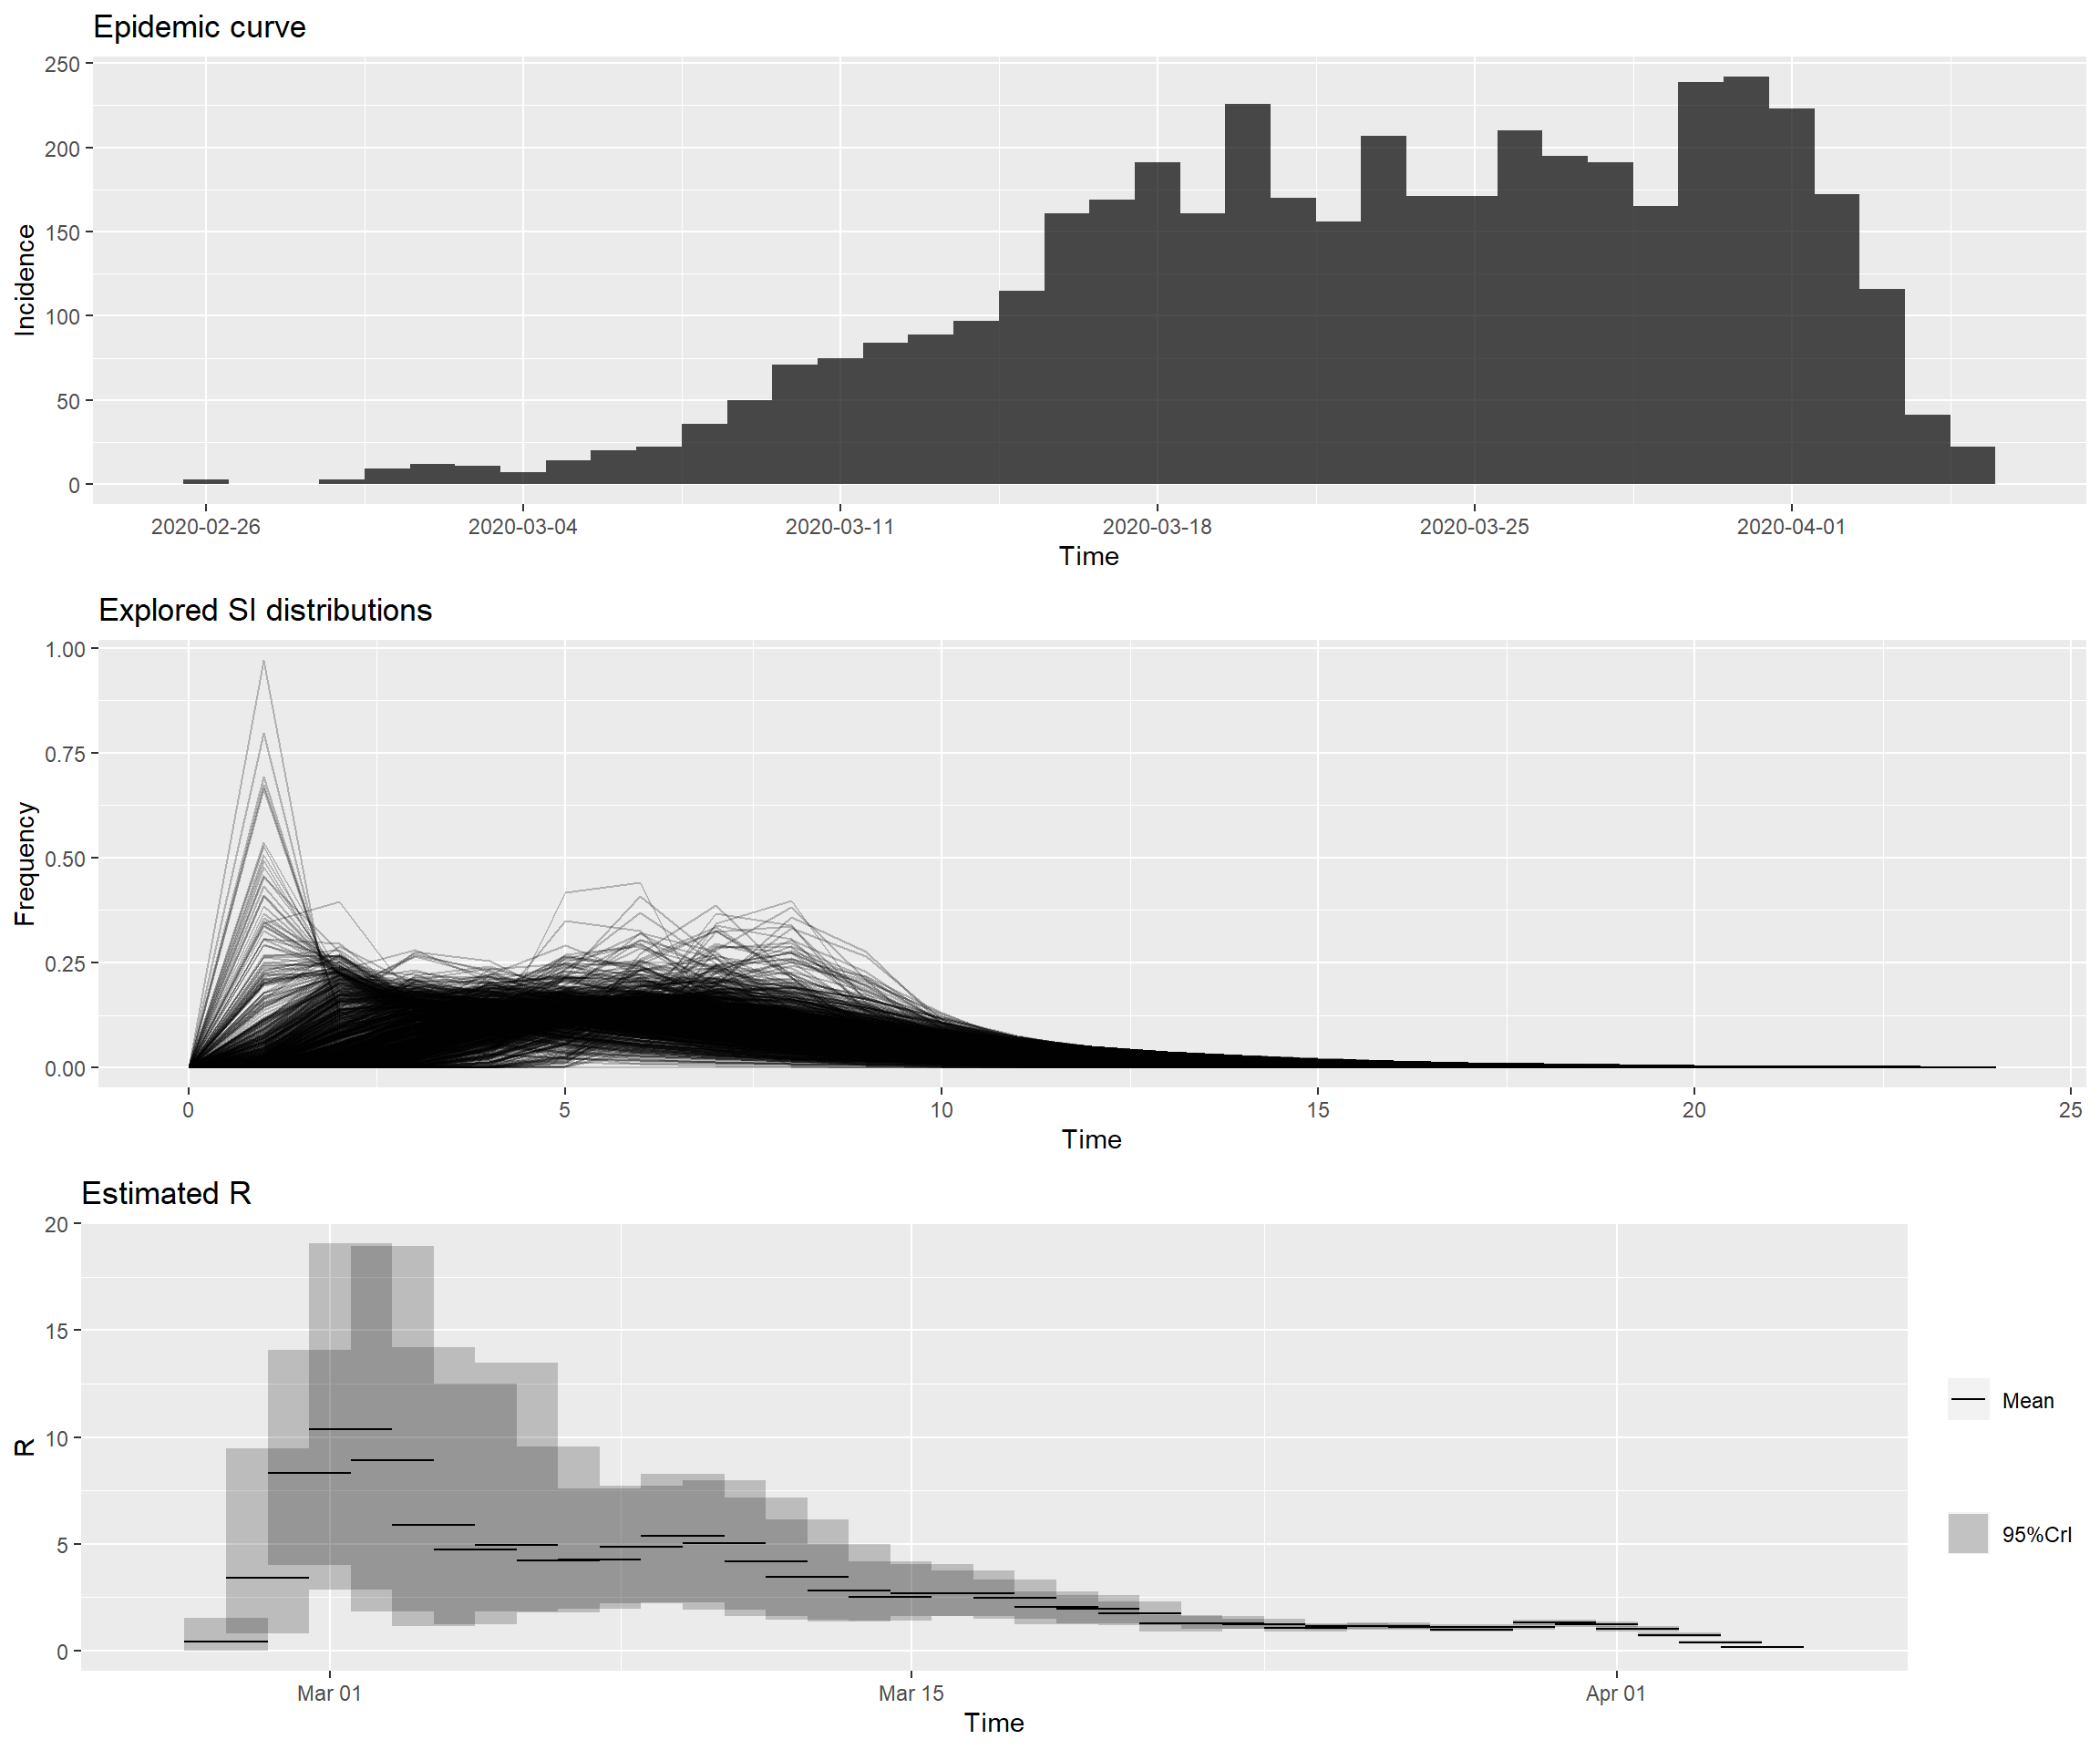 Epidemic curve
250
200
150
100
50
0
Incidence
2020-02-26 2020-03-04 2020-03-11 2020-03-18 2020-03-25 2020-04-01
Time
Explored SI distributions
1.00
0.75
0.50
0.25
0.00
Frequency
0 5 10 15 20 25
Time
Estimated R
20
15
10
5
0
R
Mar 01 Mar 15 Apr 01
Time
Mean
95%CrI